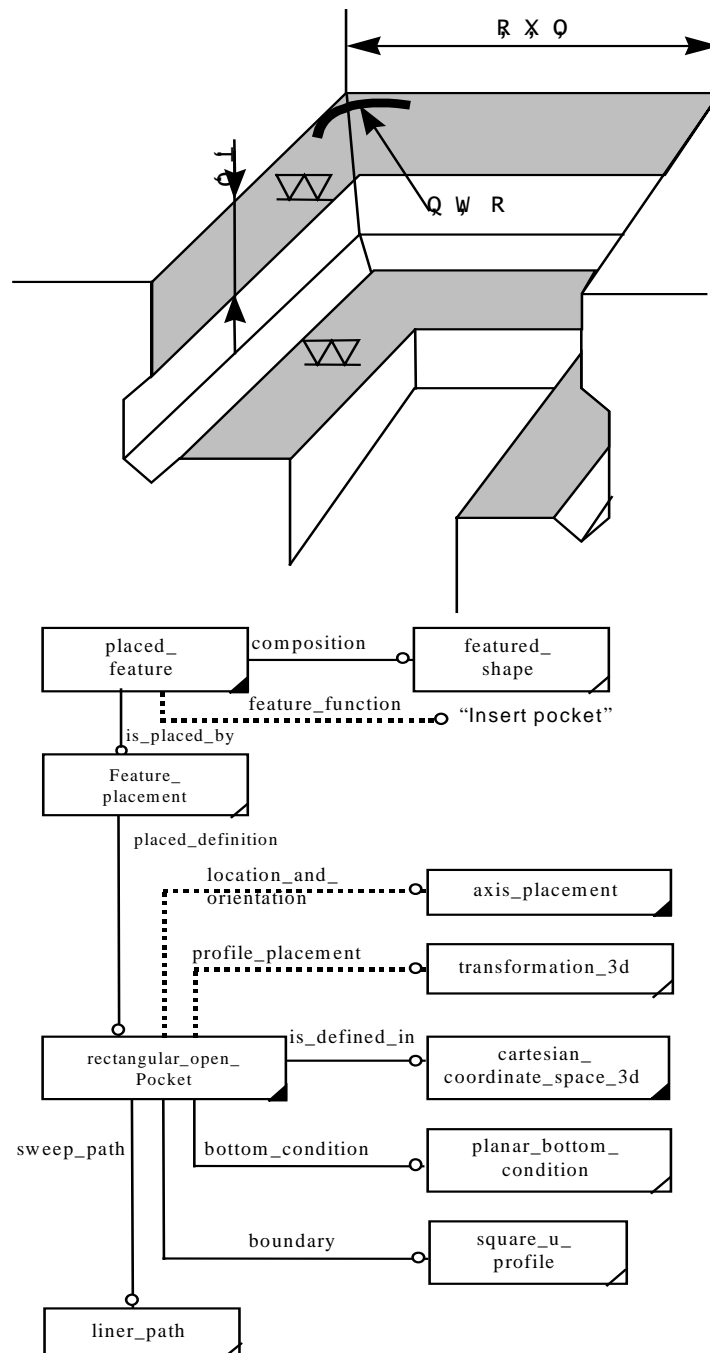 placed_
feature
composition
featured_
shape
feature_function
“Insert pocket”
is_placed_by
Feature_
placement
placed_definition
location_and_
orientation
axis_placement
profile_placement
transformation_3d
rectangular_open_
Pocket
is_defined_in
cartesian_
coordinate_space_3d
sweep_path
bottom_condition
planar_bottom_
condition
boundary
square_u_
profile
liner_path